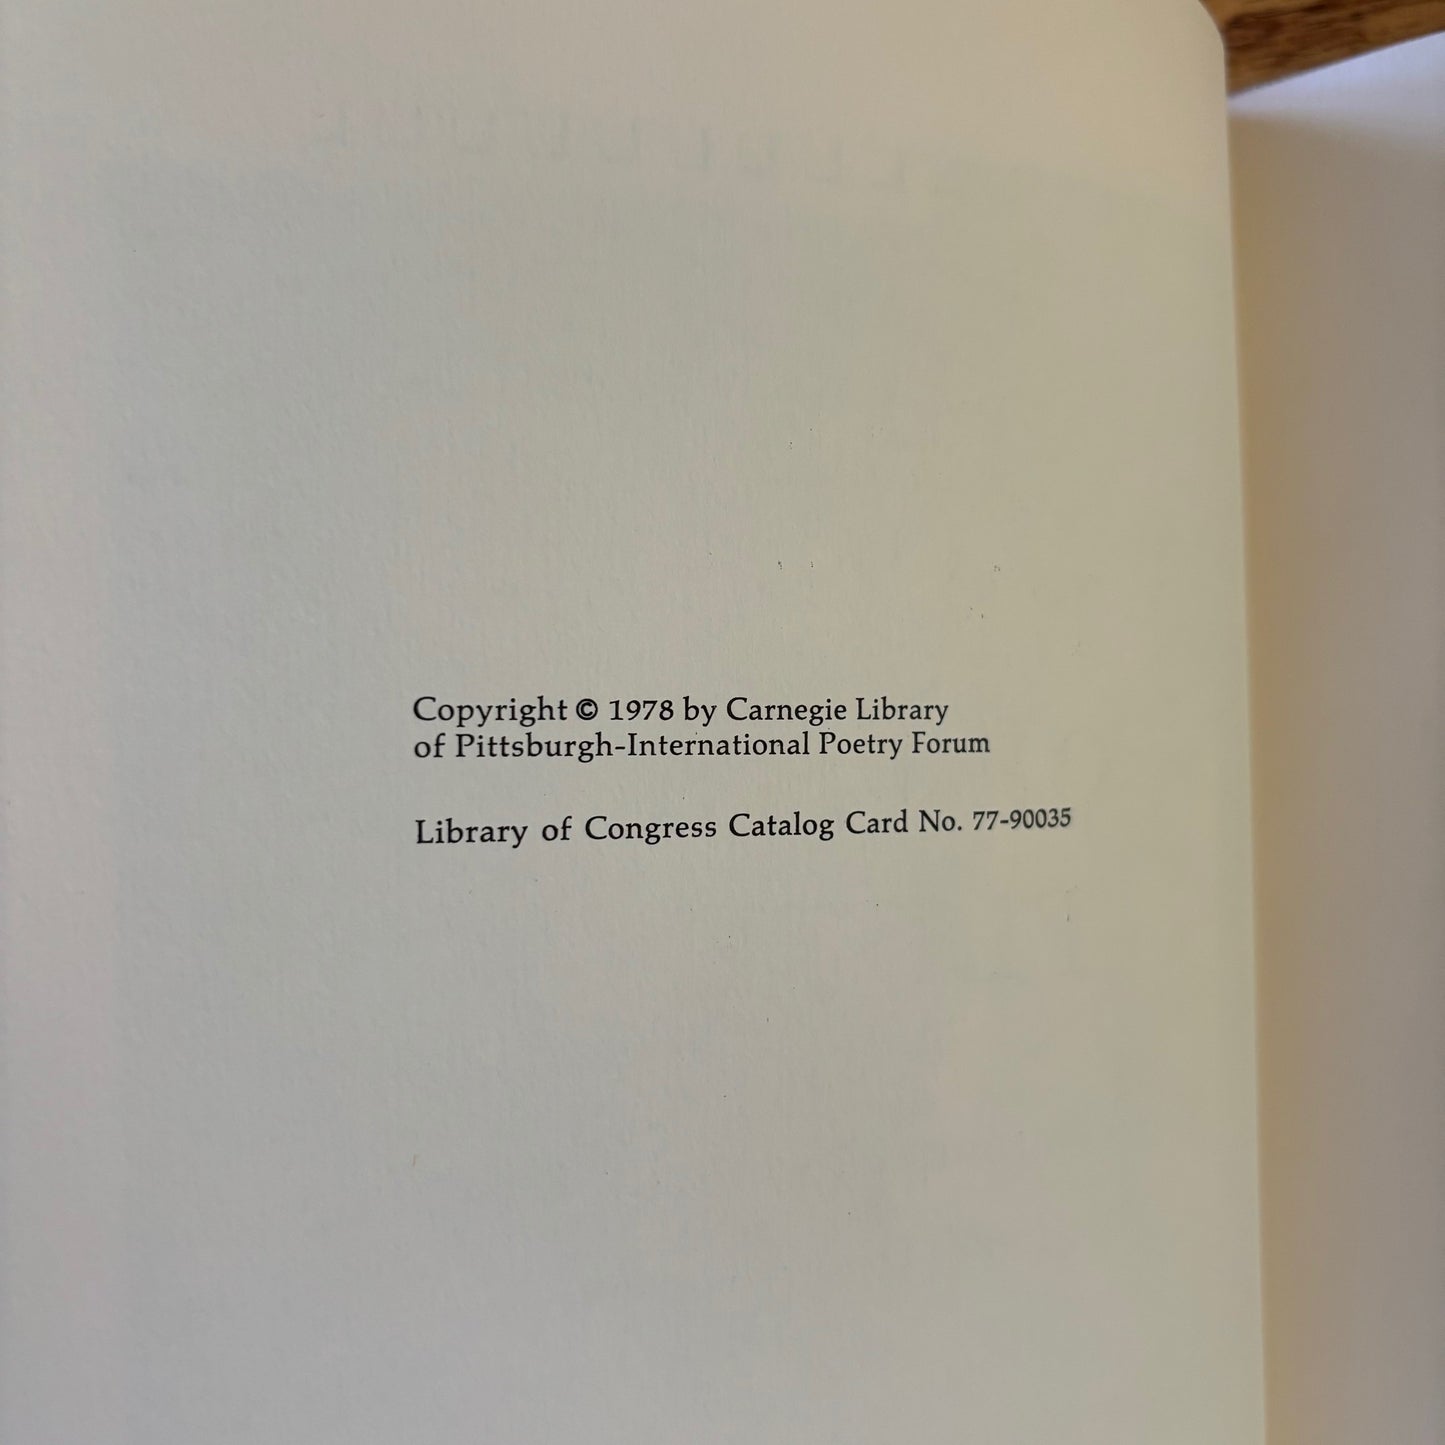 Copyright © 1978 by Carnegie Library
of Pittsburgh-International Poetry Forum
Library of Congress Catalog Card No. 77-90035